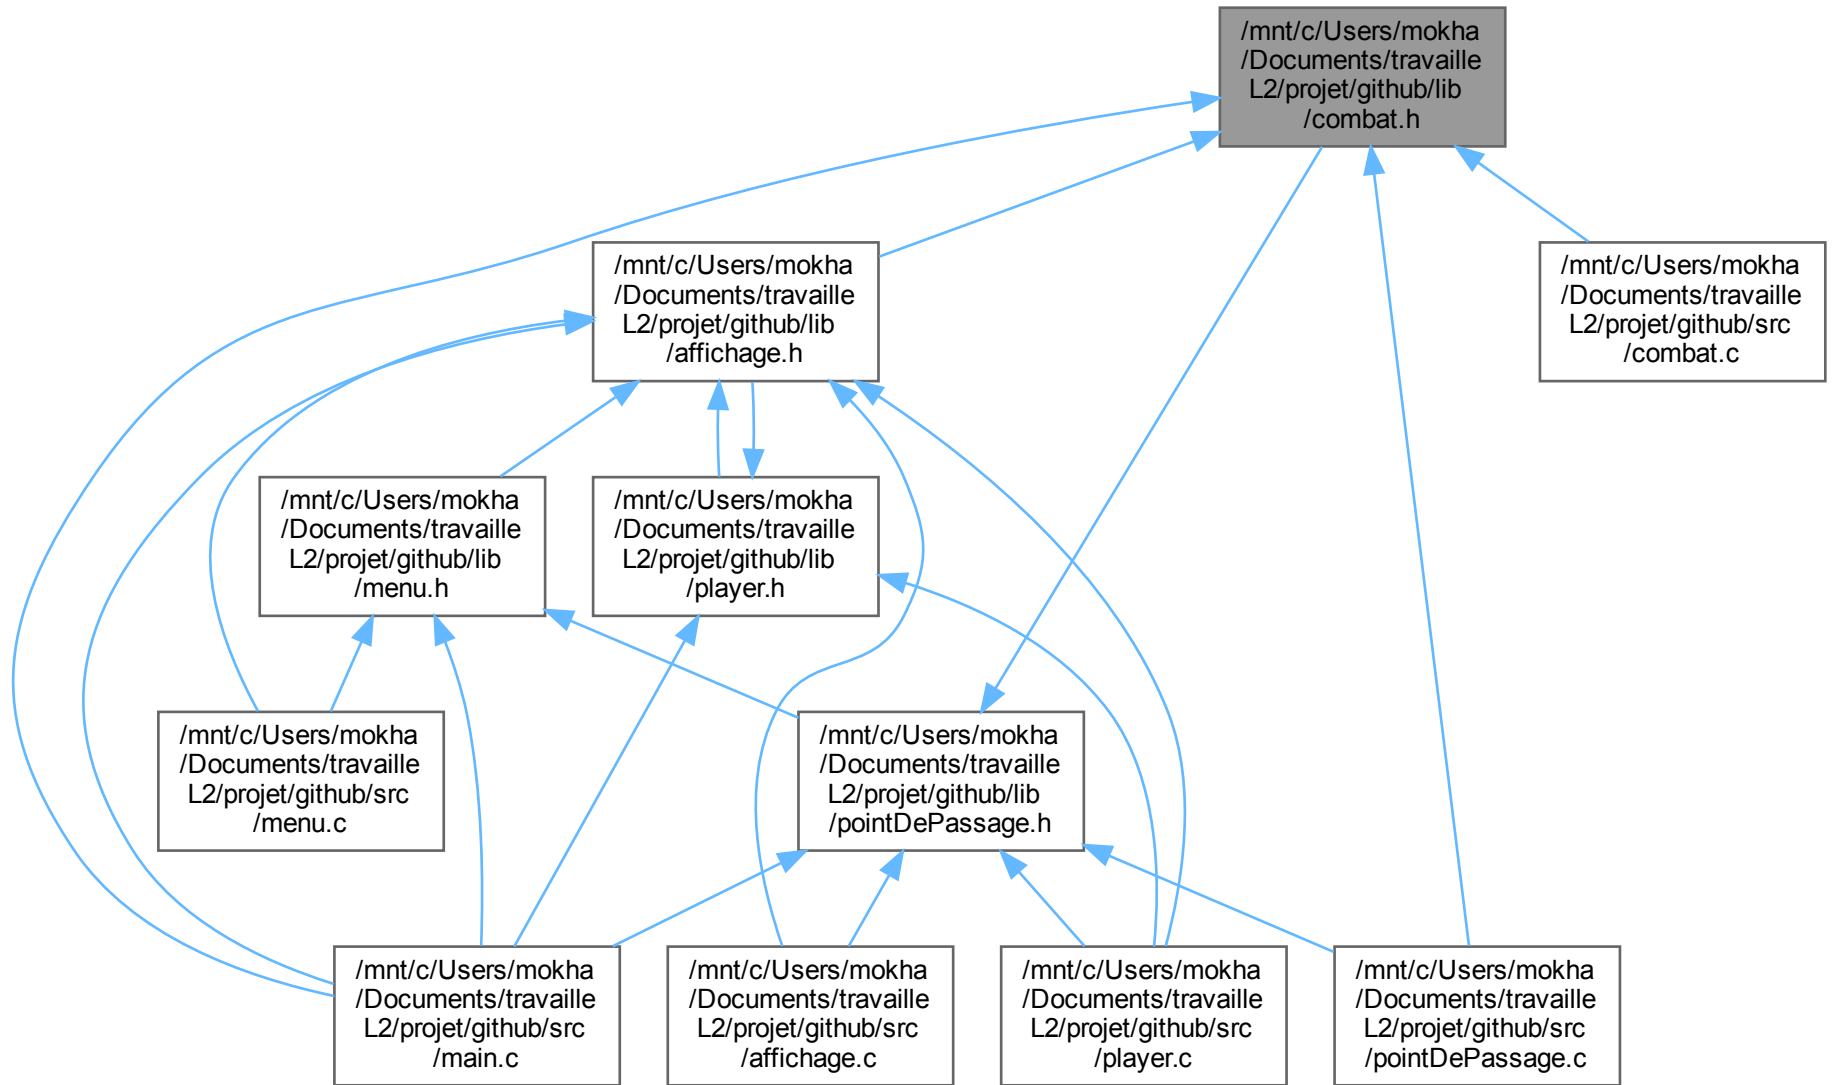 /mnt/c/Users/mokha
/Documents/travaille
L2/projet/github/lib
/combat.h
/mnt/c/Users/mokha
/Documents/travaille
L2/projet/github/lib
/affichage.h
/mnt/c/Users/mokha
/Documents/travaille
L2/projet/github/src
/combat.c
/mnt/c/Users/mokha
/Documents/travaille
L2/projet/github/lib
/menu.h
/mnt/c/Users/mokha
/Documents/travaille
L2/projet/github/lib
/player.h
/mnt/c/Users/mokha
/Documents/travaille
L2/projet/github/src
/menu.c
/mnt/c/Users/mokha
/Documents/travaille
L2/projet/github/lib
/pointDePassage.h
/mnt/c/Users/mokha
/Documents/travaille
L2/projet/github/src
/main.c
/mnt/c/Users/mokha
/Documents/travaille
L2/projet/github/src
/affichage.c
/mnt/c/Users/mokha
/Documents/travaille
L2/projet/github/src
/player.c
/mnt/c/Users/mokha
/Documents/travaille
L2/projet/github/src
/pointDePassage.c